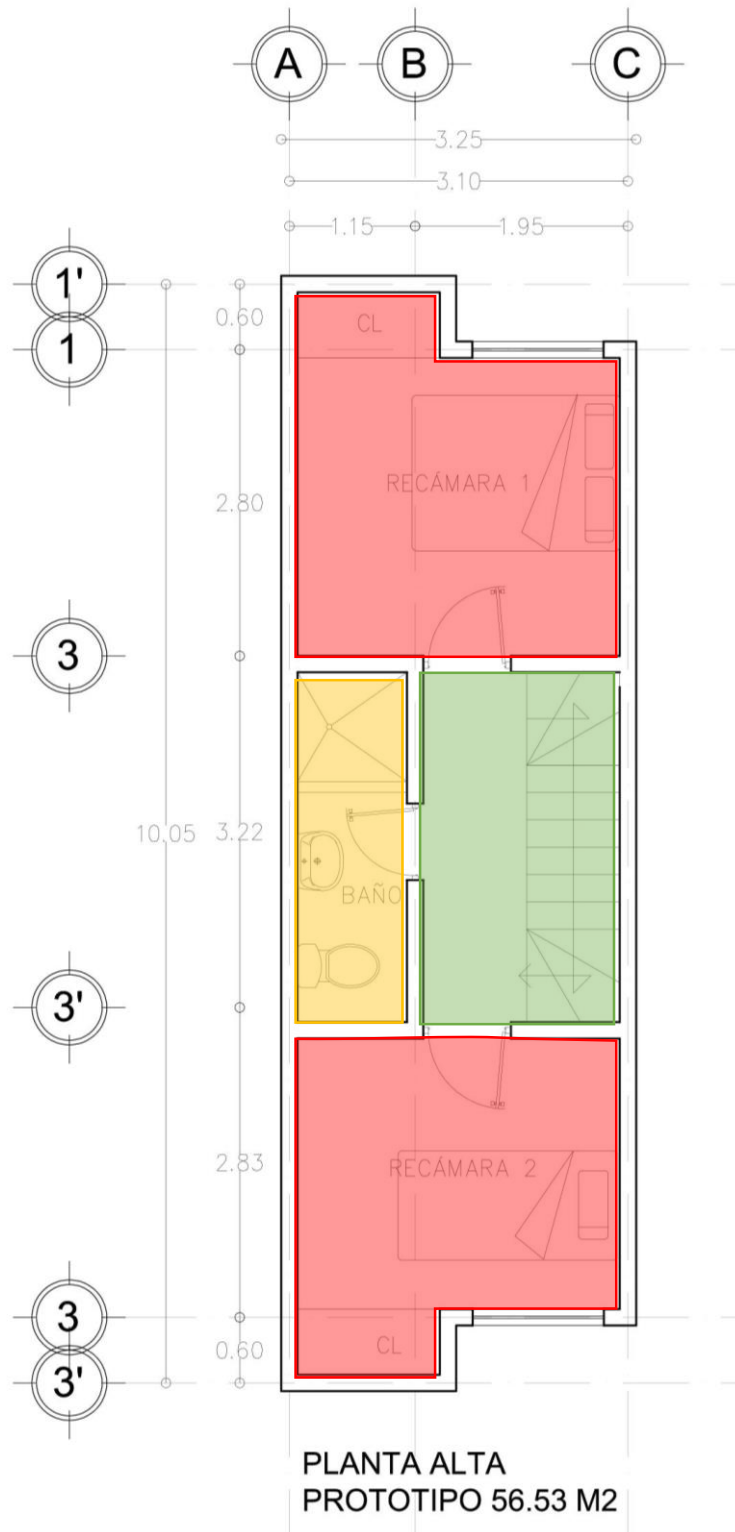 A
B
C
3.25
3.10
1.15
1.95
1'
0.60
CL
1
RECÁMARA 1
2.80
3
10.05
3.22
BAÑO
3'
2.83
RECÁMARA 2
3
0.60
CL
3'
PLANTA ALTA
PROTOTIPO 56.53 M2